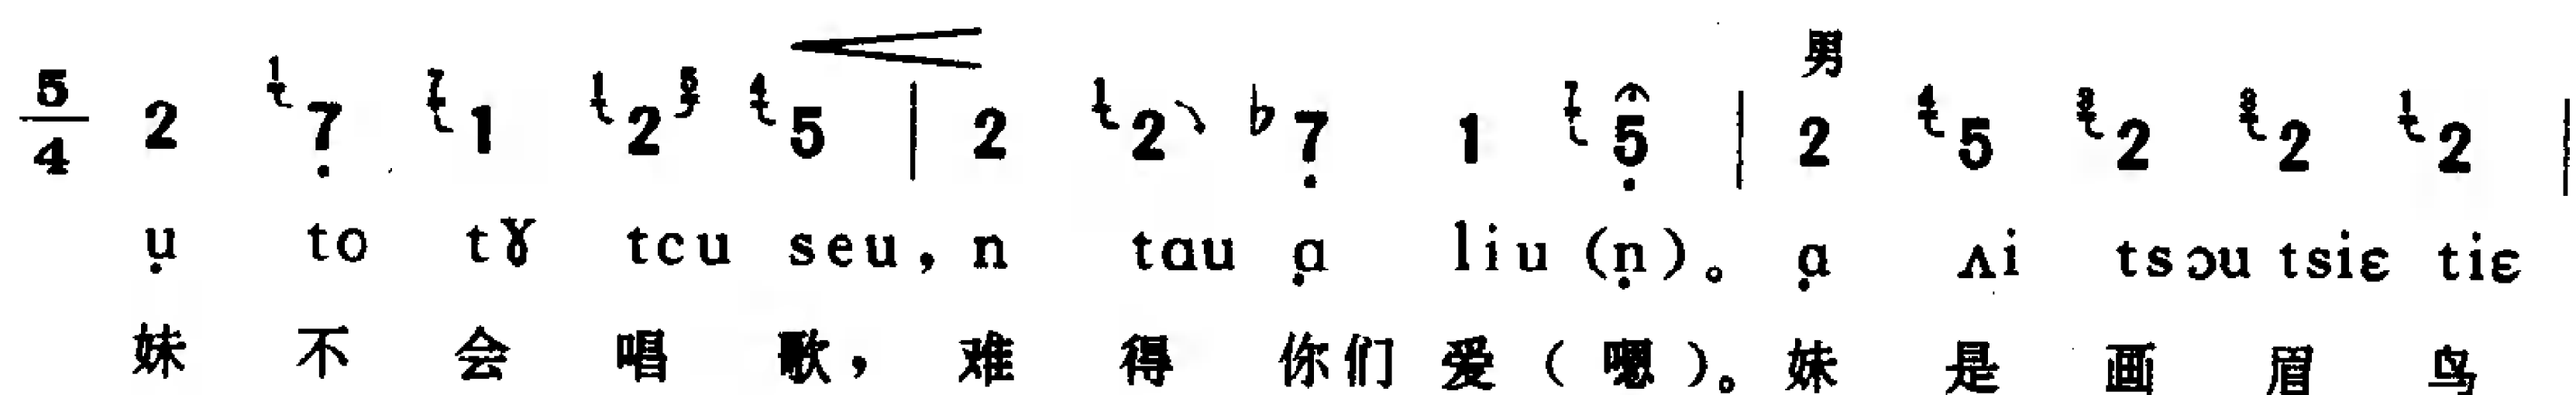 男
5/4 2 7 1 2 5 | 2 2 ♭7 1 5 | 2 5 2 2 2 |
ụ to tɤ tcu seu, n tɑu ɑ̣ liu (ṇ)。 ɑ̣ ʌi tsɔu tsiɛ tiɛ
妹 不 会 唱 歌， 难 得 你们 爱（嗯）。妹 是 画 眉 鸟